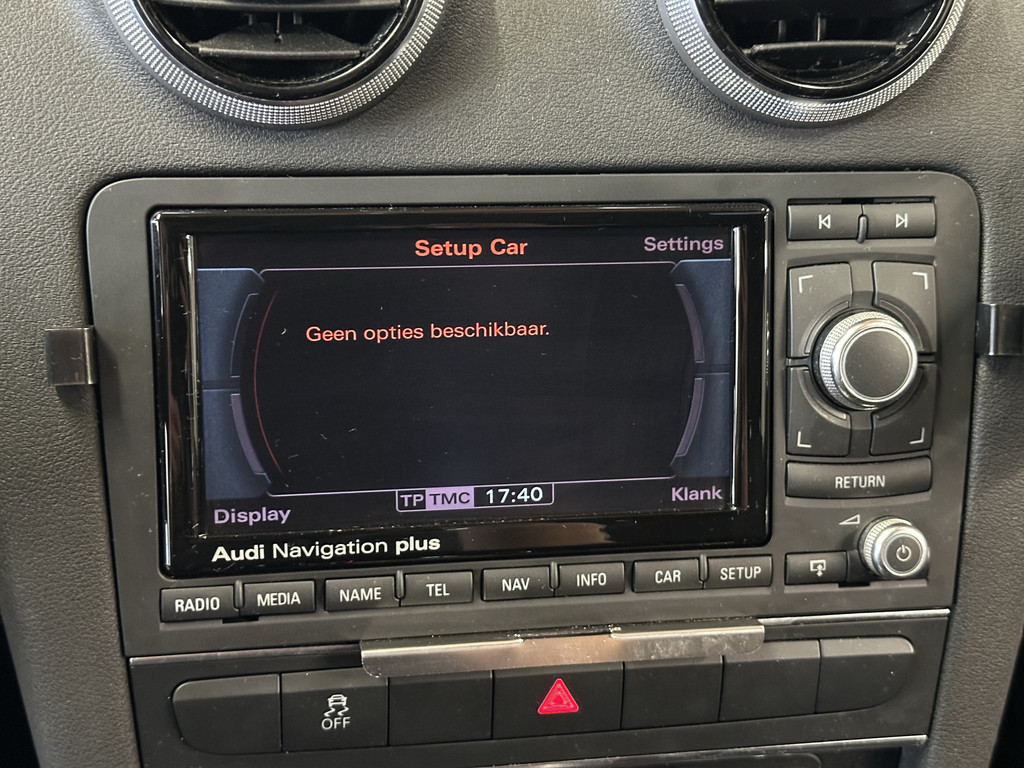 Setup Car
Settings
Geen opties beschikbaar.
TP TMC 17:40
Display
Klank
Audi Navigation plus
RETURN
RADIO
MEDIA
NAME
TEL
NAV
INFO
CAR
SETUP
OFF